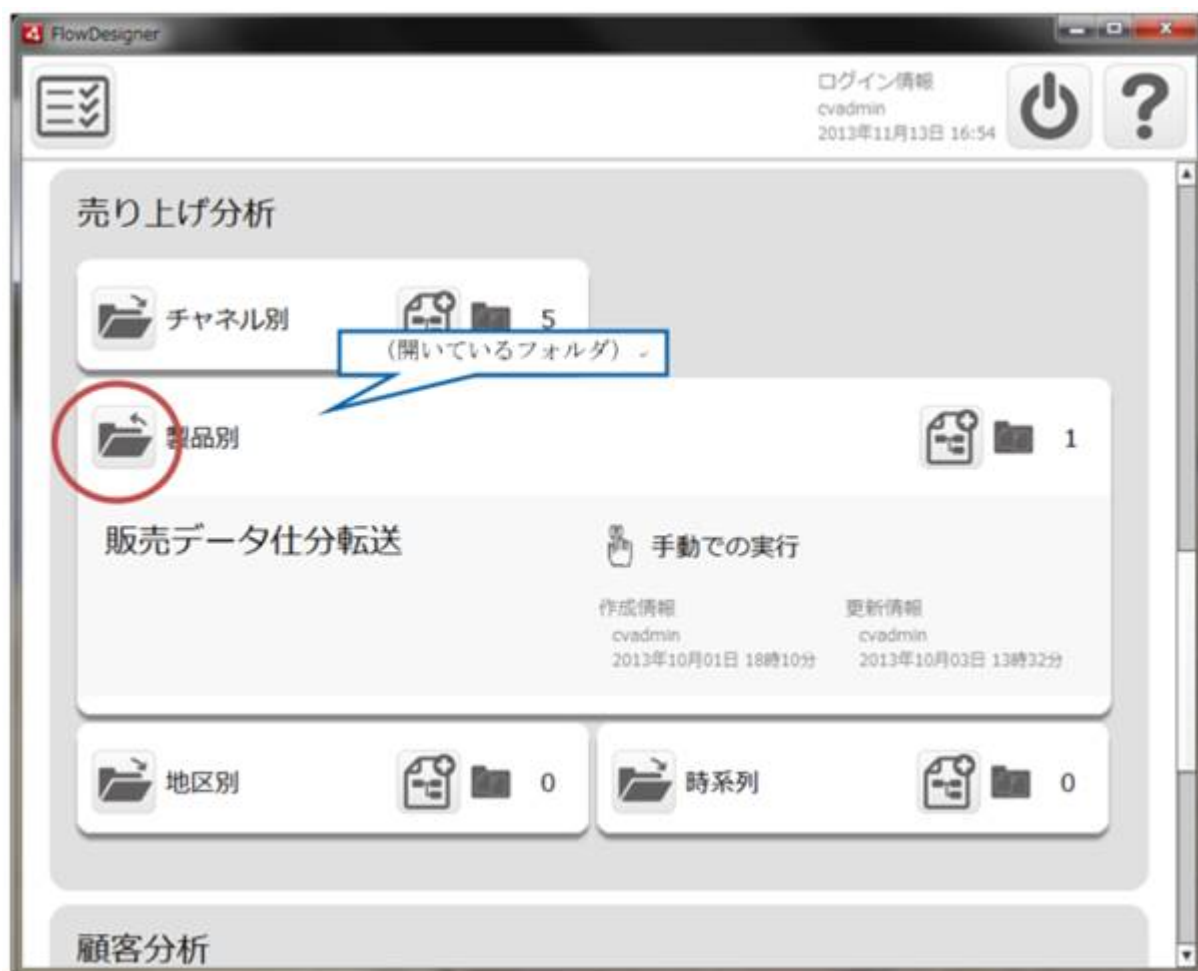 FlowDesigner
ログイン情報
cvadmin
2013年11月13日 16:54
売り上げ分析
チャネル別
5
(開いているフォルダ)
製品別
1
販売データ仕分転送
手動での実行
作成情報
更新情報
cvadmin
cvadmin
2013年10月01日 18時10分
2013年10月03日 13時32分
地区別
0
時系列
0
顧客分析